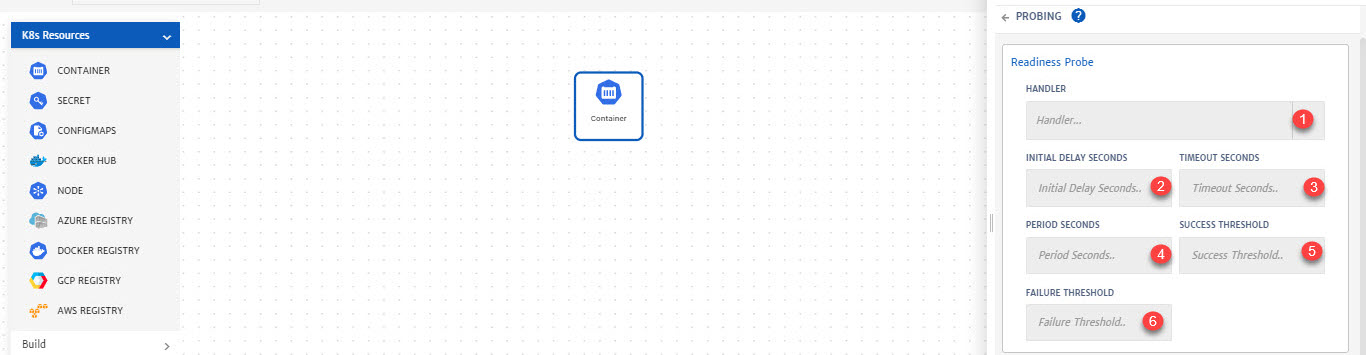 K8s Resources
CONTAINER
SECRET
CONFIGMAPS
DOCKER HUB
NODE
AZURE REGISTRY
DOCKER REGISTRY
GCP REGISTRY
AWS REGISTRY
Build
Container
PROBING ?
Readiness Probe
HANDLER
Handler... 1
INITIAL DELAY SECONDS TIMEOUT SECONDS
Initial Delay Seconds.. 2 Timeout Seconds.. 3
PERIOD SECONDS SUCCESS THRESHOLD
Period Seconds.. 4 Success Threshold.. 5
FAILURE THRESHOLD
Failure Threshold.. 6